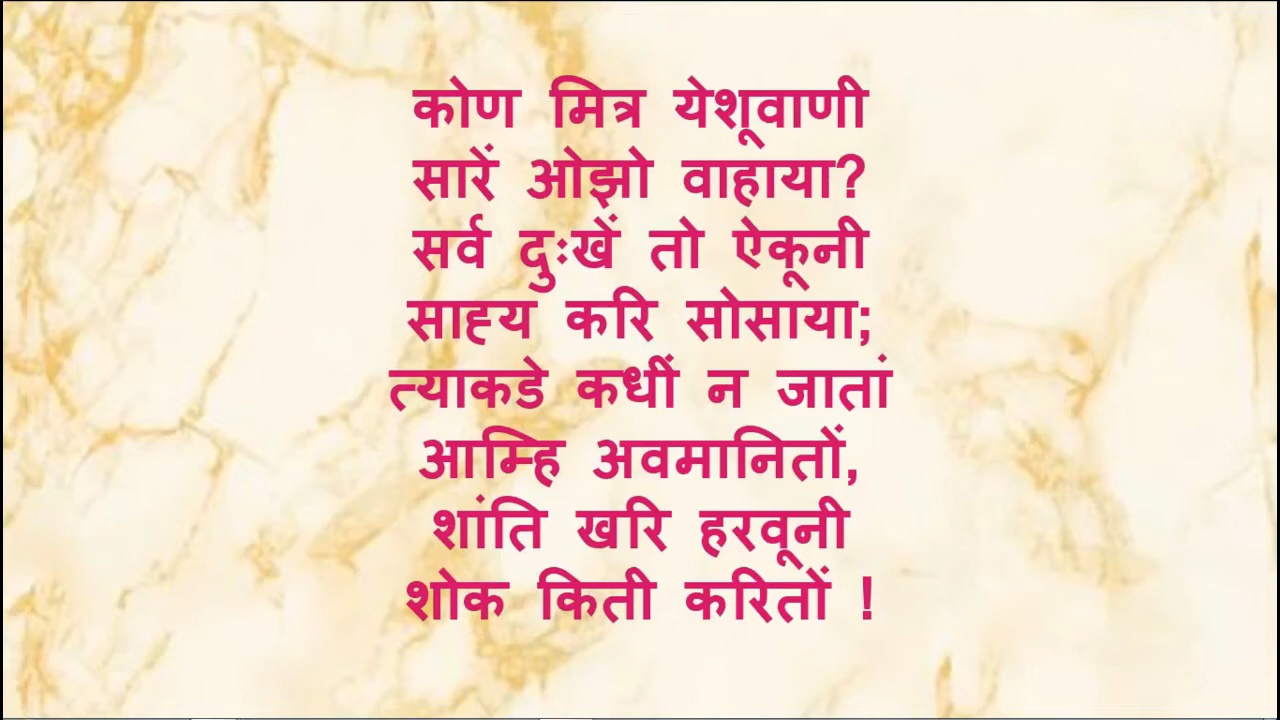 कोण मित्र येशूवाणी
सारें ओझो वाहाया?
सर्व दुःखें तो ऐकूनी
साह्य करि सोसाया;
त्याकडे कधीं न जातां
आम्हि अवमानितों,
शांति खरि हरवूनी
शोक किती करितों !